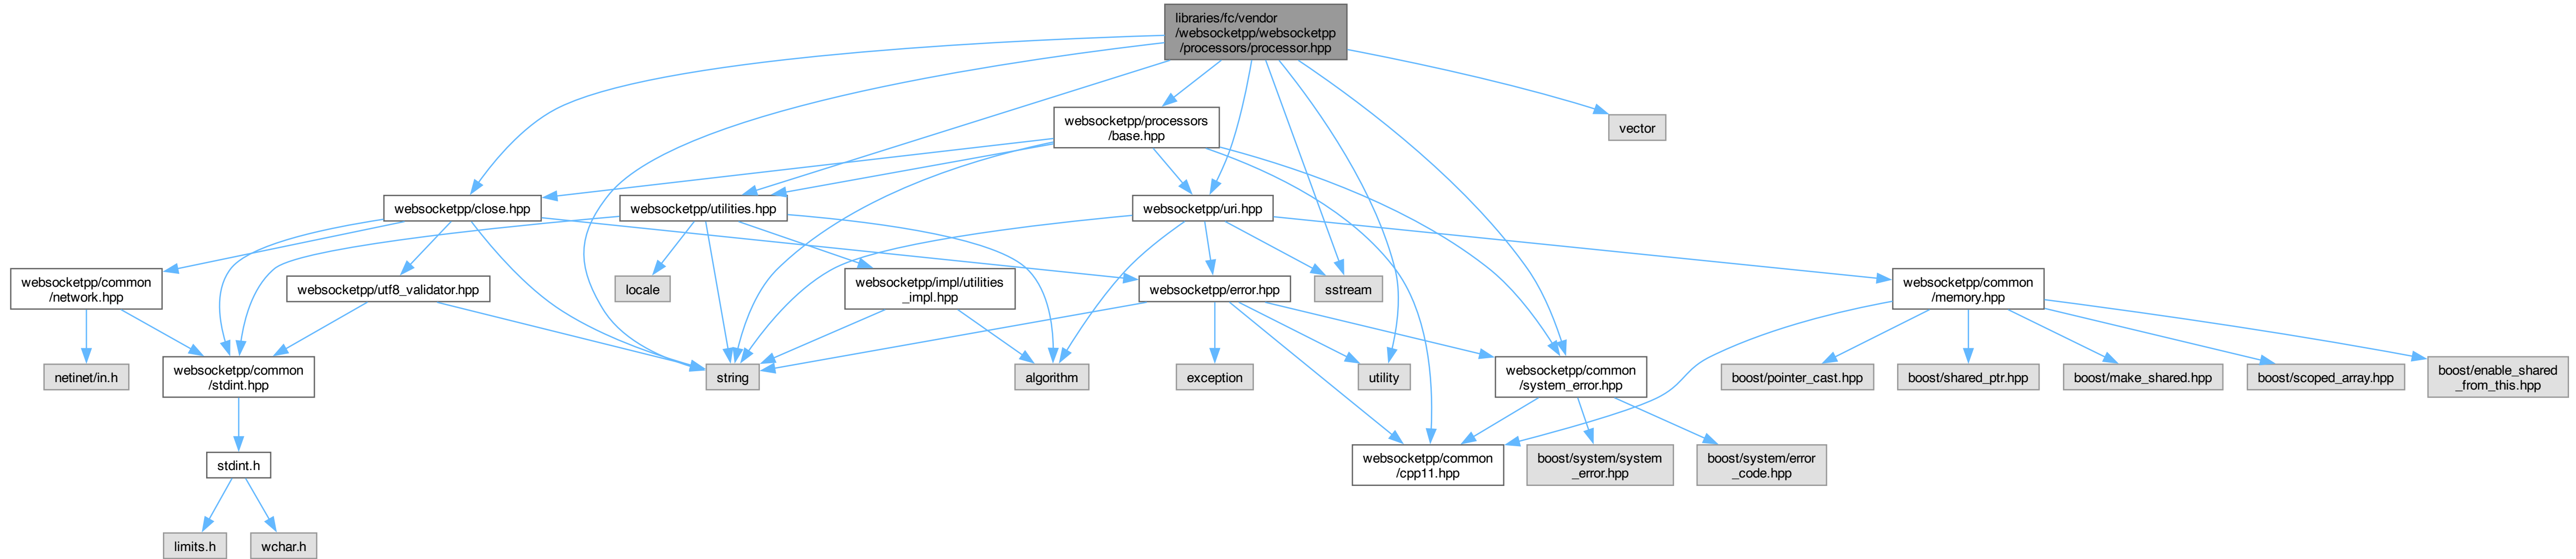 libraries/fc/vendor
/websocketpp/websocketpp
/processors/processor.hpp
websocketpp/processors
/base.hpp
vector
websocketpp/close.hpp
websocketpp/utilities.hpp
websocketpp/uri.hpp
websocketpp/common
/network.hpp
websocketpp/utf8_validator.hpp
locale
websocketpp/impl/utilities
_impl.hpp
websocketpp/error.hpp
sstream
websocketpp/common
/memory.hpp
netinet/in.h
websocketpp/common
/stdint.hpp
string
algorithm
exception
utility
websocketpp/common
/system_error.hpp
boost/pointer_cast.hpp
boost/shared_ptr.hpp
boost/make_shared.hpp
boost/scoped_array.hpp
boost/enable_shared
_from_this.hpp
stdint.h
websocketpp/common
/cpp11.hpp
boost/system/system
_error.hpp
boost/system/error
_code.hpp
limits.h
wchar.h